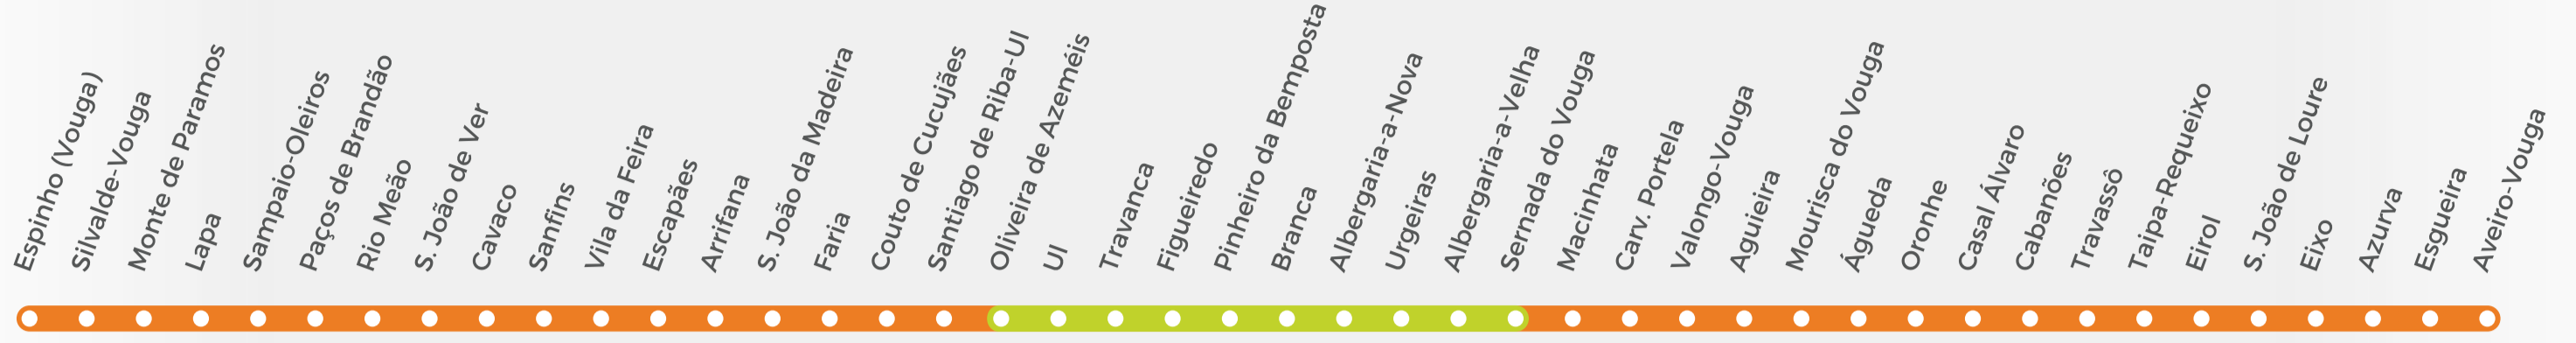 Espinho (Vouga)
Silvalde-Vouga
Monte de Paramos
Lapa
Sampaio-Oleiros
Paços de Brandão
Rio Meão
S. João de Ver
Cavaco
Sanfins
Vila da Feira
Escapães
Arrifana
S. João da Madeira
Faria
Couto de Cucujães
Santiago de Riba-Ul
Oliveira de Azeméis
Ul
Travanca
Figueiredo
Pinheiro da Bemposta
Branca
Albergaria-a-Nova
Urgeiras
Albergaria-a-Velha
Sernada do Vouga
Macinhata
Carv. Portela
Valongo-Vouga
Aguieira
Mourisca do Vouga
Águeda
Oronhe
Casal Álvaro
Cabanões
Travassô
Taipa-Requeixo
Eirol
S. João de Loure
Eixo
Azurva
Esgueira
Aveiro-Vouga